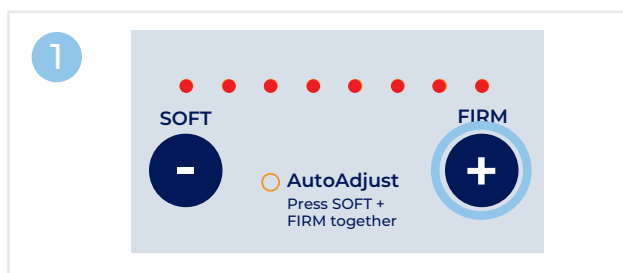 1
SOFT
FIRM
-
+
AutoAdjust
Press SOFT +
FIRM together